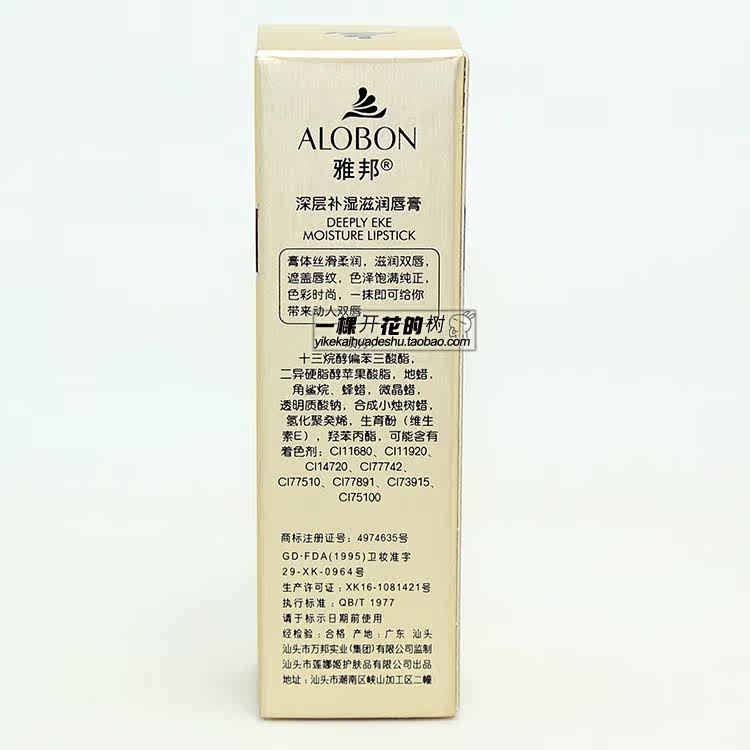 ALOBON
雅邦®
深层补湿滋润唇膏
DEEPLY EKE
MOISTURE LIPSTICK
膏体丝滑柔润，滋润双唇，
遮盖唇纹，色泽饱满纯正，
色彩时尚，一抹即可给你
带来动人双唇
一棵开花的树
yikekaihuadeshu.taobao.com
十三烷醇偏苯三酸酯，
二异硬脂醇苹果酸脂，地蜡，
角鲨烷、蜂蜡，微晶蜡，
透明质酸钠，合成小烛树蜡，
氢化聚癸烯，生育酚（维生
素E），羟苯丙酯，可能含有
着色剂：CI11680、CI11920、
CI14720、CI77742、
CI77510、CI77891、CI73915、
CI75100
商标注册证号：4974635号
GD·FDA(1995)卫妆准字
29-XK-0964号
生产许可证：XK16-1081421号
执行标准：QB/T 1977
请于标示日期前使用
经检验：合格 产地：广东 汕头
汕头市万邦实业(集团)有限公司监制
汕头市莲娜姬护肤品有限公司出品
地址：汕头市潮南区峡山加工区二幢